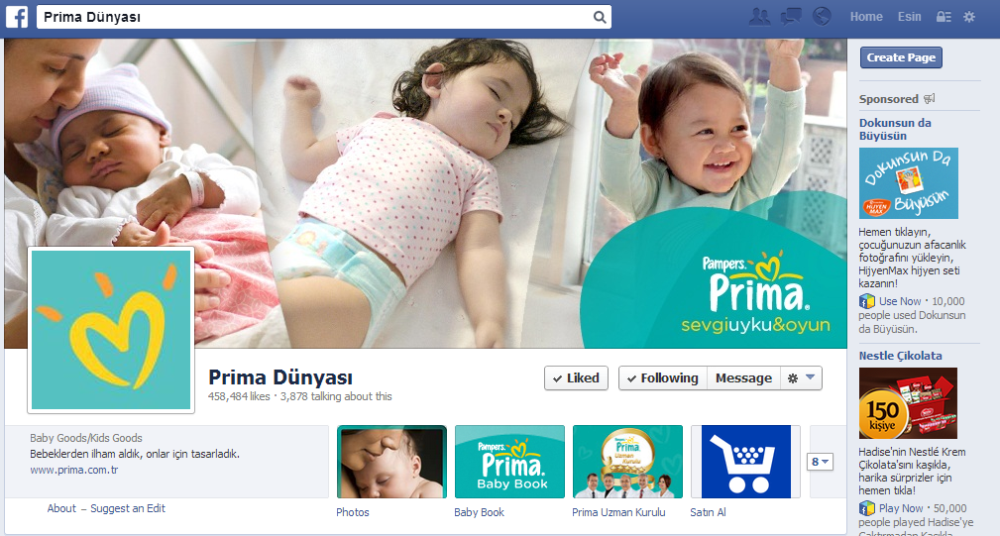 Prima Dünyası
Home
Esin
Pampers.
Prima.
sevgiuyku&oyun
Prima Dünyası
458,484 likes · 3,878 talking about this
Liked
Following
Message
Baby Goods/Kids Goods
Bebeklerden ilham aldık, onlar için tasarladık.
www.prima.com.tr
About – Suggest an Edit
Photos
Pampers.
Prima.
Baby Book
Baby Book
Pampers.
Prima.
Uzman
Kurulu
Prima Uzman Kurulu
Satın Al
8
Create Page
Sponsored
Dokunsun da
Büyüsün
Dokunsun Da
Büyüsün
HIJYEN
MAX
Hemen tıklayın,
çocuğunuzun afacanlık
fotoğrafını yükleyin,
HijyenMax hijyen seti
kazanın!
Use Now · 10,000
people used Dokunsun
da Büyüsün.
Nestle Çikolata
150
kişiye
Hadise'nin Nestlé Krem
Çikolata'sını kaşıkla,
harika sürprizler için
hemen tıkla!
Play Now · 50,000
people played Hadise'ye
Çaktırmadan Kaşıkla